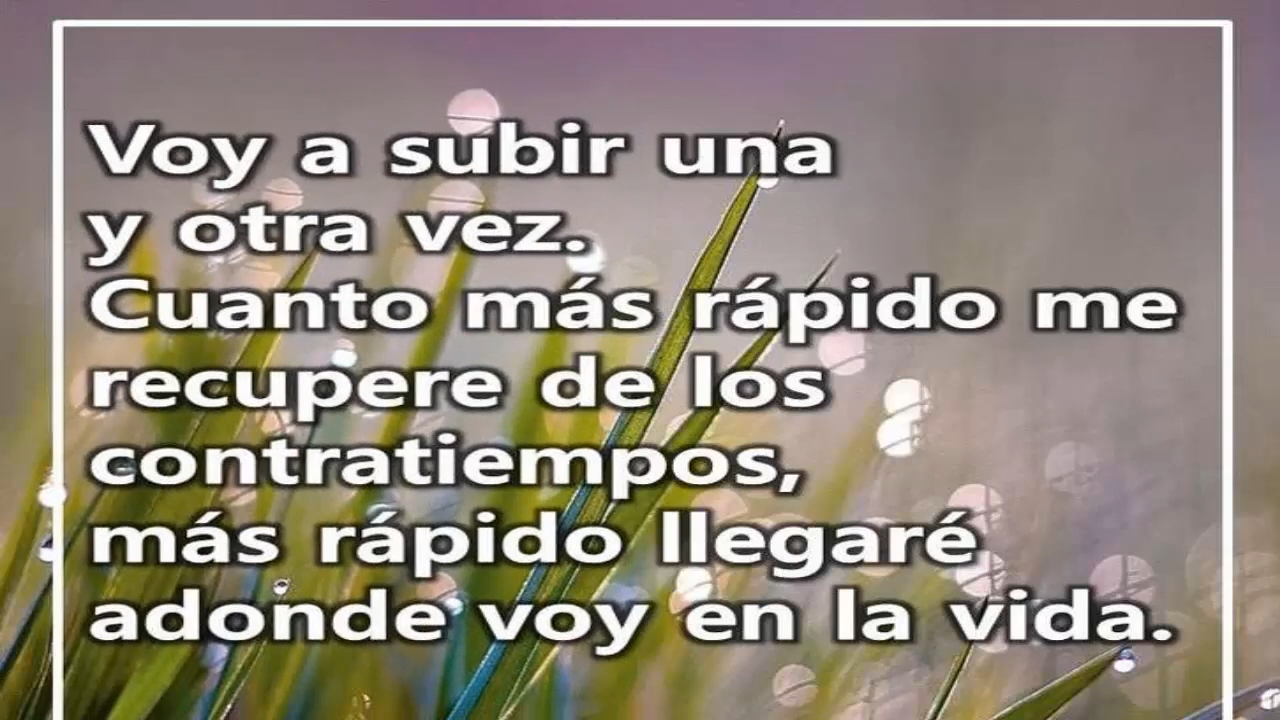 Voy a subir una
y otra vez.
Cuanto más rápido me
recupere de los
contratiempos,
más rápido llegaré
adonde voy en la vida.